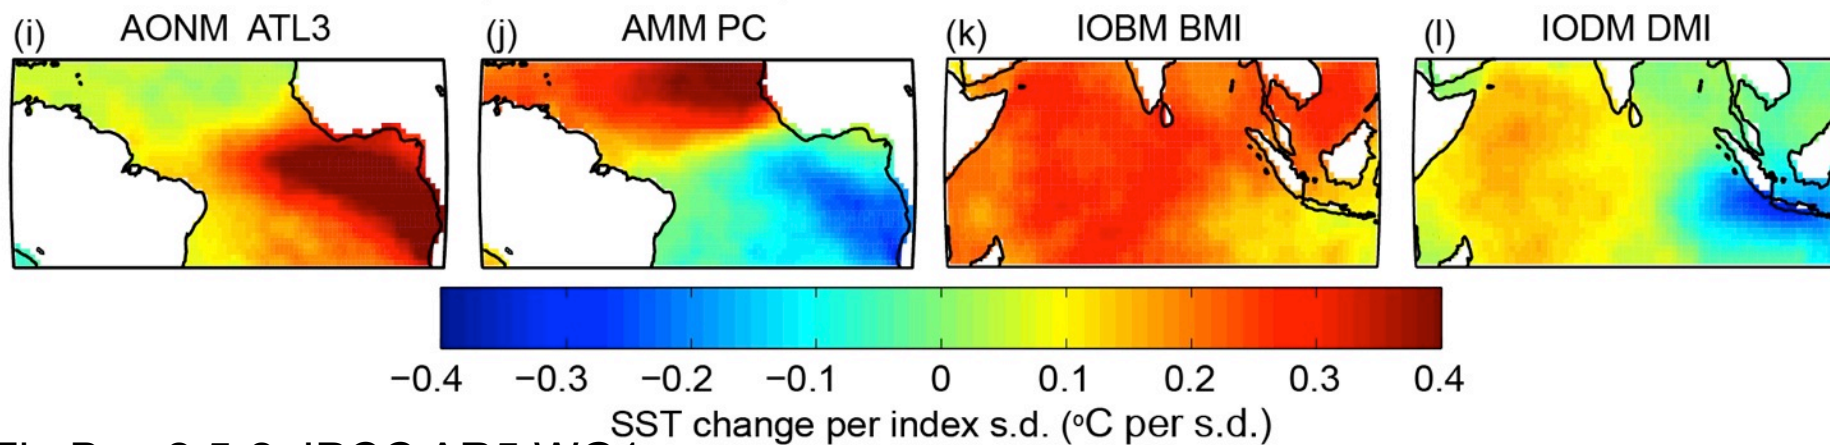 (i) AONM ATL3 (j) AMM PC (k) IOBM BMI (l) IODM DMI
−0.4 −0.3 −0.2 −0.1 0 0.1 0.2 0.3 0.4
SST change per index s.d. (°C per s.d.)